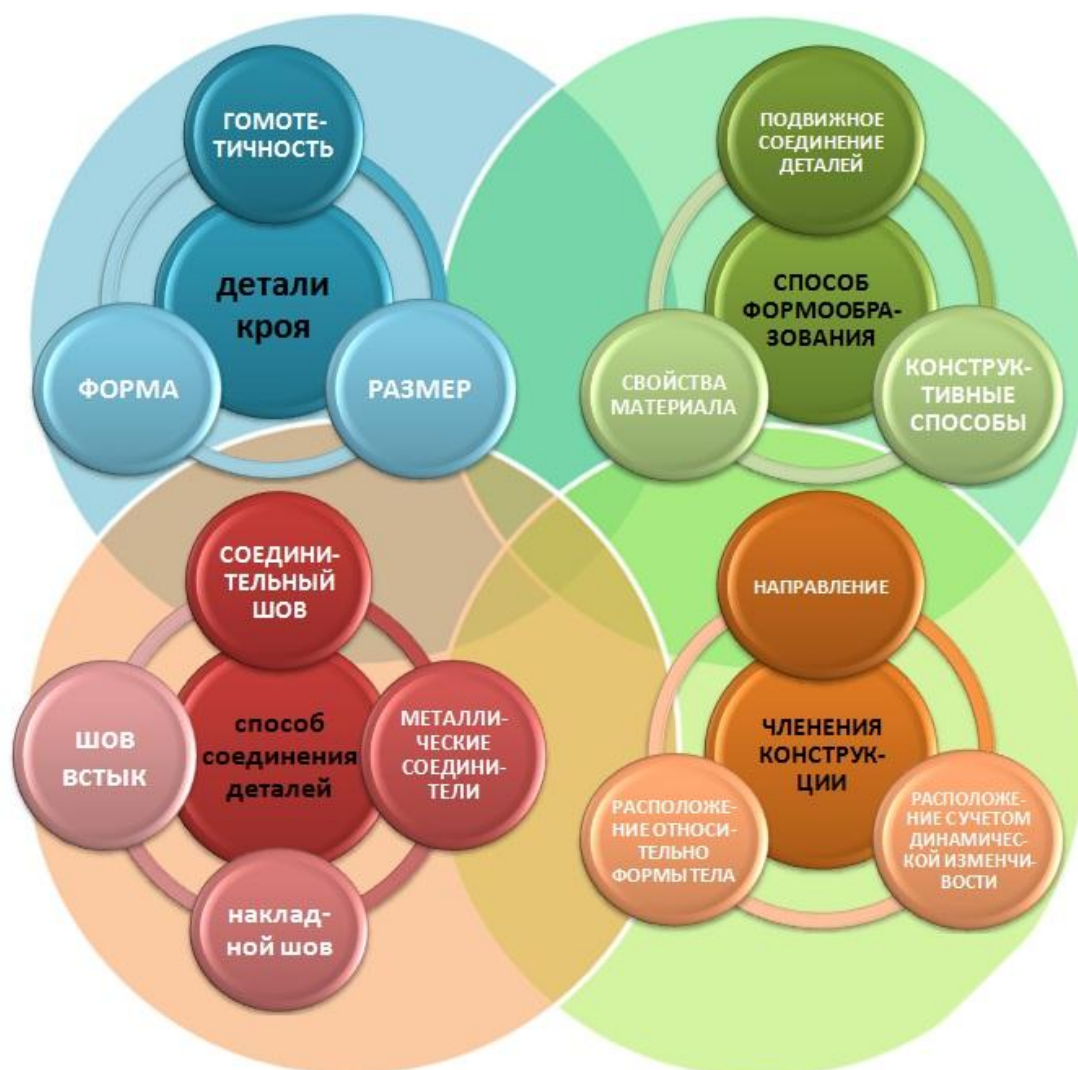 ГОМОТЕ-
ТИЧНОСТЬ
детали
кроя
ФОРМА
РАЗМЕР
ПОДВИЖНОЕ
СОЕДИНЕНИЕ
ДЕТАЛЕЙ
СПОСОБ
ФОРМООБРА-
ЗОВАНИЯ
СВОЙСТВА
МАТЕРИАЛА
КОНСТРУК-
ТИВНЫЕ
СПОСОБЫ
СОЕДИНИ-
ТЕЛЬНЫЙ
ШОВ
ШОВ
ВСТЫК
способ
соединения
деталей
МЕТАЛЛИ-
ЧЕСКИЕ
СОЕДИНИ-
ТЕЛИ
наклад-
ной шов
НАПРАВЛЕНИЕ
ЧЛЕНЕНИЯ
КОНСТРУК-
ЦИИ
РАСПОЛОЖЕ-
НИЕ ОТНОСИ-
ТЕЛЬНО
ФОРМЫ ТЕЛА
РАСПОЛОЖЕ-
НИЕ С УЧЕТОМ
ДИНАМИЧЕС-
КОЙ ИЗМЕНЧИ-
ВОСТИ